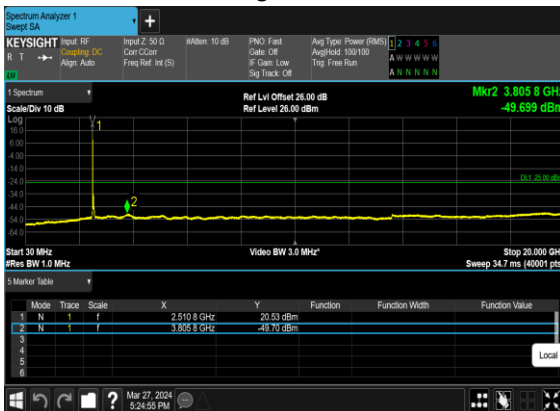 Spectrum Analyzer 1
Swept SA
KEYSIGHT Input: RF Input Z: 50 Ω #Atten: 10 dB PNO: Fast Avg Type: Power (RMS) 1 2 3 4 5 6
R T Coupling: DC Corr CCorr Gate: Off Avg|Hold: 100/100 A W W W W W
Align: Auto Freq Ref: Int (S) IF Gain: Low Trig: Free Run
Sig Track: Off A N N N N N
LXI
1 Spectrum Ref Lvl Offset 26.00 dB Mkr2 3.805 8 GHz
Scale/Div 10 dB Ref Level 26.00 dBm -49.699 dBm
Log
16.0
6.00
-4.00
-14.0
-24.0 DL1 -25.00 dBm
-34.0
-44.0
-54.0
-64.0
1
2
Start 30 MHz Video BW 3.0 MHz* Stop 20.000 GHz
#Res BW 1.0 MHz Sweep 34.7 ms (40001 pts
5 Marker Table
Mode Trace Scale X Y Function Function Width Function Value
1 N 1 f 2.510 8 GHz 20.53 dBm
2 N 1 f 3.805 8 GHz -49.70 dBm
3
4
5
6
Local
? Mar 27, 2024
5:24:55 PM